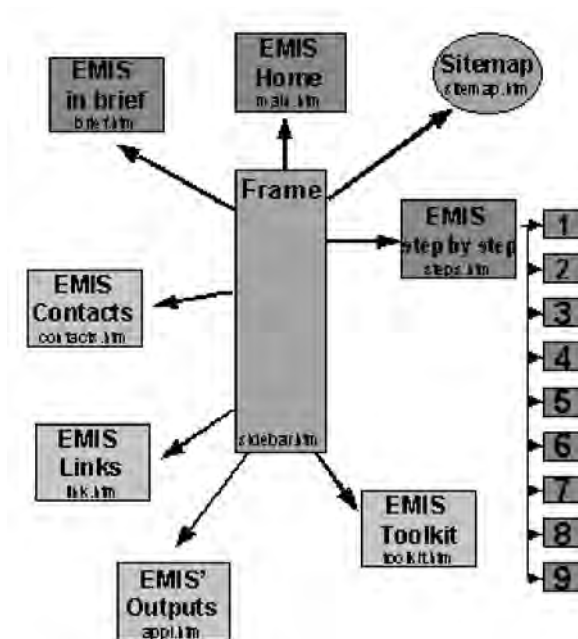 EMIS
in brief
brief.htm
EMIS
Home
main.htm
Sitemap
sitemap.htm
Frame
sidebar.htm
EMIS
step by step
steps.htm
1
2
3
4
5
6
7
8
9
EMIS
Contacts
contacts.htm
EMIS
Links
link.htm
EMIS'
Outputs
appl.htm
EMIS
Toolkit
toolkit.htm